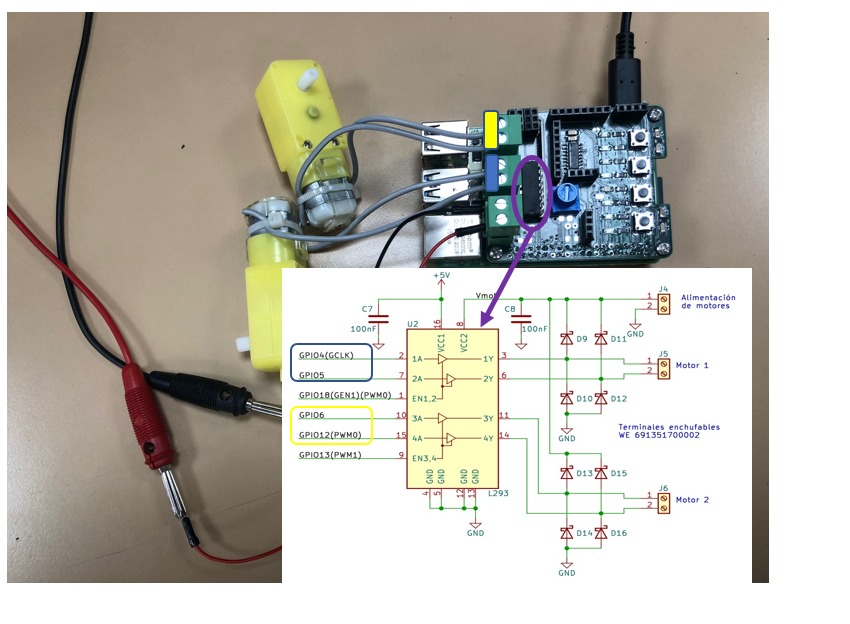 +5V
Vmot
C7
100nF
C8
100nF
U2
16
VCC1
8
VCC2
GPIO4(GCLK)
2
1A
1Y
3
GPIO5
7
2A
2Y
6
GPIO18(GEN1)(PWM0)
1
EN1,2
GPIO6
10
3A
3Y
11
GPIO12(PWM0)
15
4A
4Y
14
GPIO13(PWM1)
9
EN3,4
GND
GND
GND
GND
4
5
12
13
L293
GND
D9
D11
D10
D12
GND
D13
D15
D14
D16
GND
J4
1
2
Alimentación
de motores
GND
J5
1
2
Motor 1
Terminales enchufables
WE 691351700002
J6
1
2
Motor 2